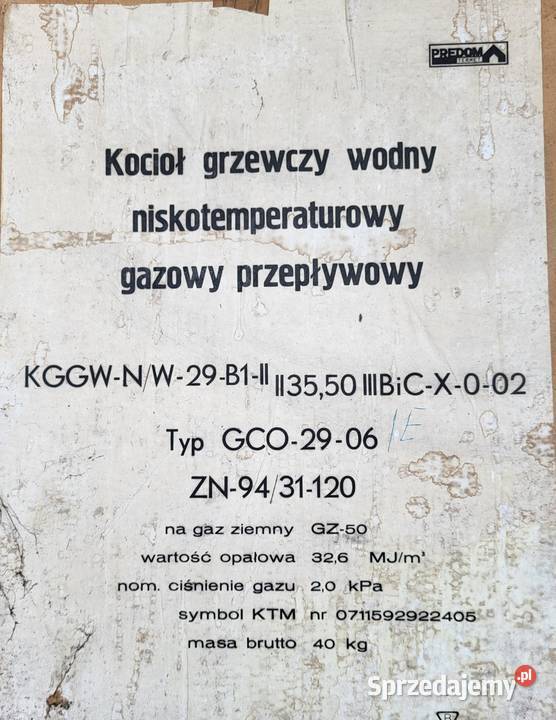 PREDOM
TERMET
Kocioł grzewczy wodny
niskotemperaturowy
gazowy przepływowy
KGGW-N/W-29-B1-II II35,50 IIIBiC-X-0-02
Typ GCO-29-06 /E
ZN-94/31-120
na gaz ziemny GZ-50
wartość opałowa 32,6 MJ/m³
nom. ciśnienie gazu 2,0 kPa
symbol KTM nr 0711592922405
masa brutto 40 kg
Sprzedajemy.pl
R